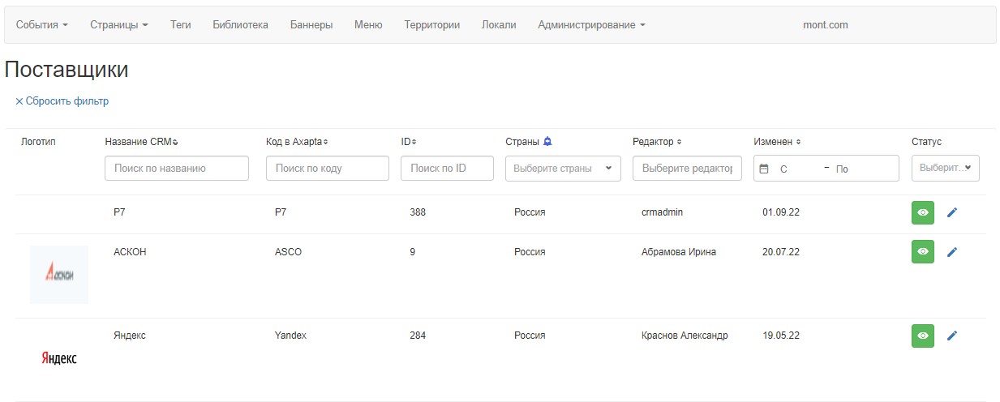 События Страницы Теги Библиотека Баннеры Меню Территории Локали Администрирование mont.com
Поставщики
× Сбросить фильтр
Логотип Название CRM Код в Axapta ID Страны Редактор Изменен Статус
Поиск по названию Поиск по коду Поиск по ID Выберите страны Выберите редактор С – По Выберит...
Р7 Р7 388 Россия crmadmin 01.09.22
АСКОН АСКОН ASCO 9 Россия Абрамова Ирина 20.07.22
Яндекс Yandex 284 Россия Краснов Александр 19.05.22
Яндекс